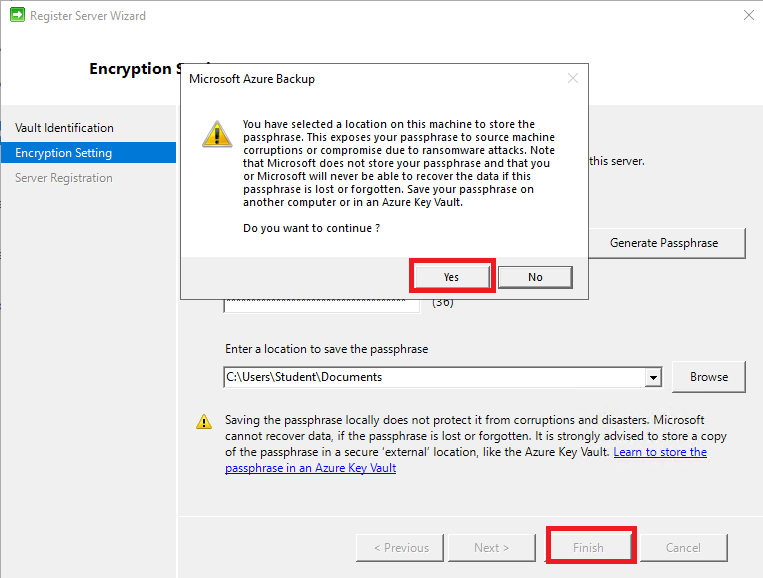 Register Server Wizard
Encryption S
Microsoft Azure Backup
You have selected a location on this machine to store the
passphrase. This exposes your passphrase to source machine
corruptions or compromise due to ransomware attacks. Note
that Microsoft does not store your passphrase and that you
or Microsoft will never be able to recover the data if this
passphrase is lost or forgotten. Save your passphrase on
another computer or in an Azure Key Vault.
Do you want to continue ?
Yes
No
Vault Identification
Encryption Setting
Server Registration
this server.
Generate Passphrase
(36)
Enter a location to save the passphrase
C:\Users\Student\Documents
Browse
Saving the passphrase locally does not protect it from corruptions and disasters. Microsoft
cannot recover data, if the passphrase is lost or forgotten. It is strongly advised to store a copy
of the passphrase in a secure 'external' location, like the Azure Key Vault. Learn to store the
passphrase in an Azure Key Vault
< Previous
Next >
Finish
Cancel